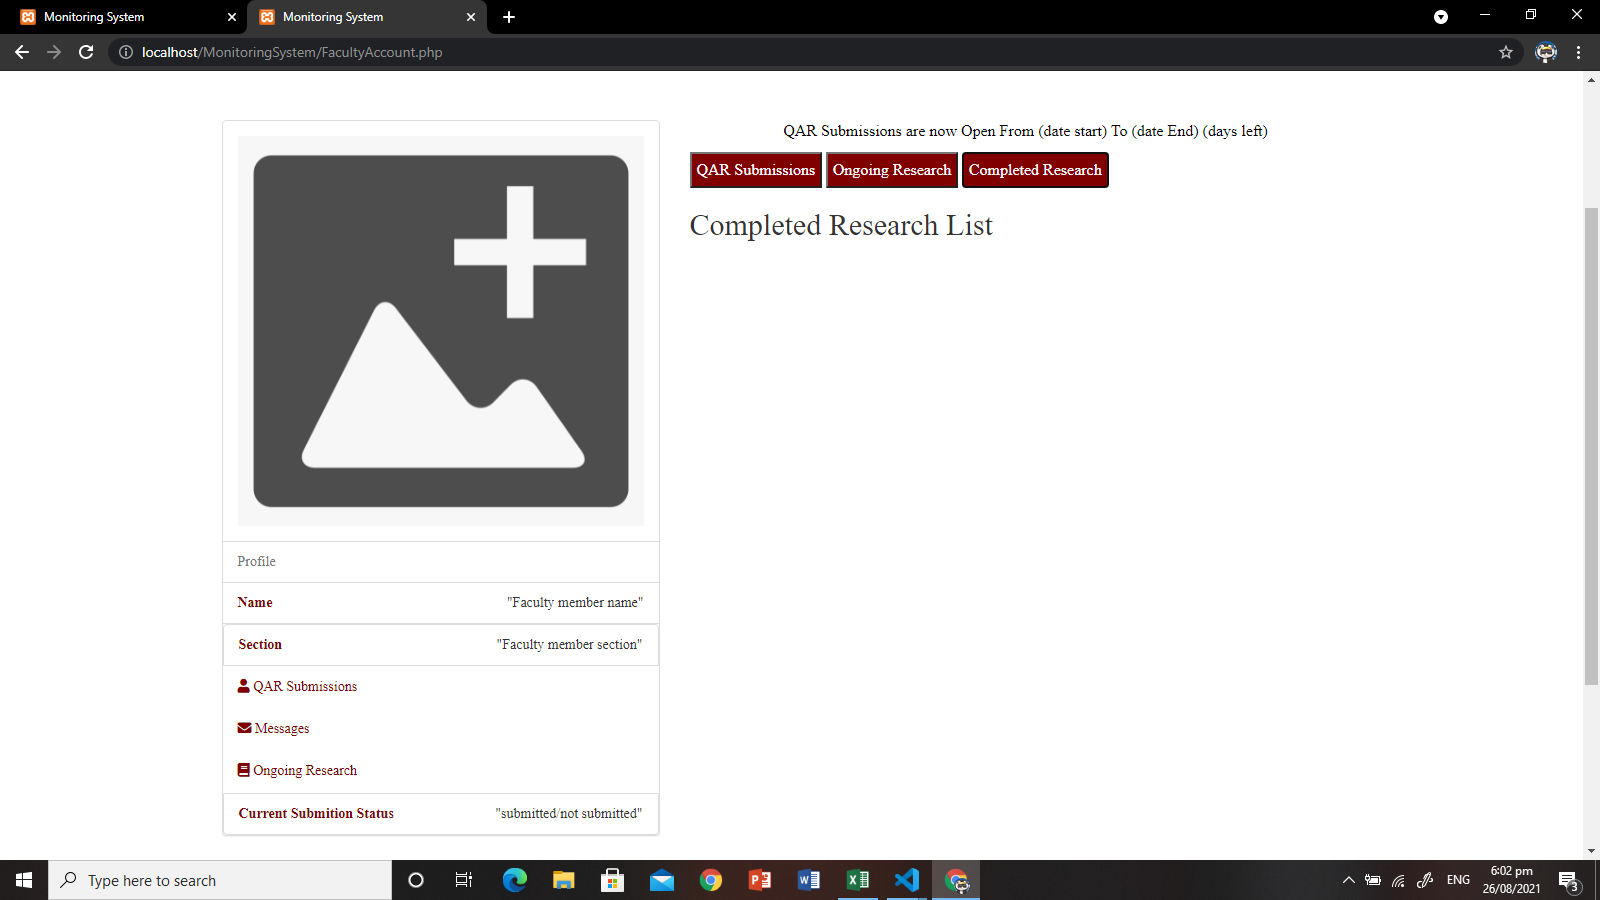 Monitoring System
Monitoring System
localhost/MonitoringSystem/FacultyAccount.php
QAR Submissions are now Open From (date start) To (date End) (days left)
QAR Submissions Ongoing Research Completed Research
Completed Research List
Profile
Name "Faculty member name"
Section "Faculty member section"
QAR Submissions
Messages
Ongoing Research
Current Submition Status "submitted/not submitted"
Type here to search
ENG
6:02 pm
26/08/2021
3